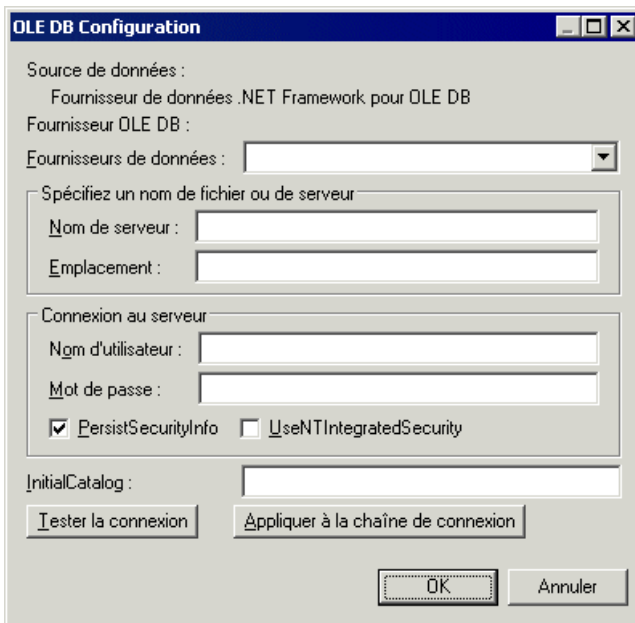 OLE DB Configuration
Source de données :
Fournisseur de données .NET Framework pour OLE DB
Fournisseur OLE DB :
Fournisseurs de données :
Spécifiez un nom de fichier ou de serveur
Nom de serveur :
Emplacement :
Connexion au serveur
Nom d'utilisateur :
Mot de passe :
PersistSecurityInfo UseNTIntegratedSecurity
InitialCatalog :
Tester la connexion Appliquer à la chaîne de connexion
OK Annuler